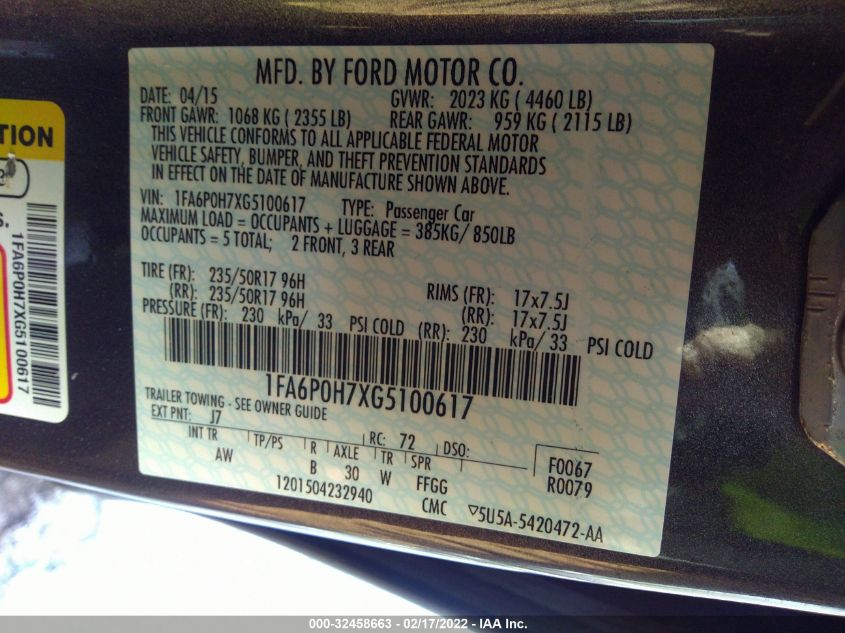 MFD. BY FORD MOTOR CO.
DATE: 04/15 GVWR: 2023 KG ( 4460 LB)
FRONT GAWR: 1068 KG ( 2355 LB) REAR GAWR: 959 KG ( 2115 LB)
THIS VEHICLE CONFORMS TO ALL APPLICABLE FEDERAL MOTOR
VEHICLE SAFETY, BUMPER, AND THEFT PREVENTION STANDARDS
IN EFFECT ON THE DATE OF MANUFACTURE SHOWN ABOVE.
VIN: 1FA6P0H7XG5100617 TYPE: Passenger Car
MAXIMUM LOAD = OCCUPANTS + LUGGAGE = 385KG/ 850LB
OCCUPANTS = 5 TOTAL; 2 FRONT, 3 REAR
TIRE (FR): 235/50R17 96H RIMS (FR): 17x7.5J
(RR): 235/50R17 96H (RR): 17x7.5J
PRESSURE (FR): 230 kPa/ 33 PSI COLD (RR): 230 kPa/ 33 PSI COLD
1FA6P0H7XG5100617
TRAILER TOWING - SEE OWNER GUIDE
EXT PNT: J7 RC: 72 DSO:
INT TR TP/PS R AXLE TR SPR F0067
AW B 30 W FFGG R0079
1201504232940 CMC ▽5U5A-5420472-AA
TION
S.
1FA6P0H7XG5100617
000-32458663 - 02/17/2022 - IAA Inc.